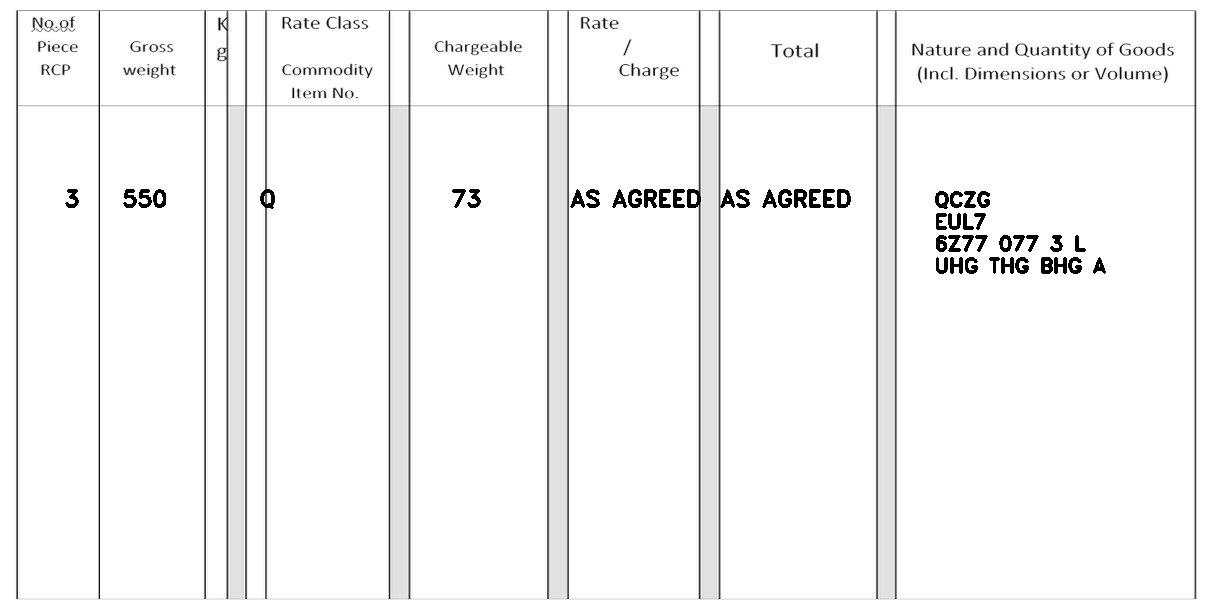 No.of Piece RCP
Gross weight
Kg
Rate Class
Commodity Item No.
Chargeable Weight
Rate / Charge
Total
Nature and Quantity of Goods (Incl. Dimensions or Volume)
3 550 Q 73 AS AGREED AS AGREED QCZG
EUL7
6Z77 077 3 L
UHG THG BHG A